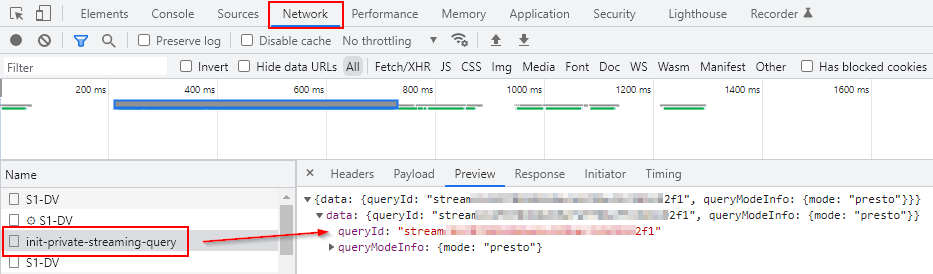 Elements Console Sources Network Performance Memory Application Security Lighthouse Recorder
Preserve log Disable cache No throttling
Filter Invert Hide data URLs All Fetch/XHR JS CSS Img Media Font Doc WS Wasm Manifest Other Has blocked cookies
200 ms 400 ms 600 ms 800 ms 1000 ms 1200 ms 1400 ms 1600 ms
Name × Headers Payload Preview Response Initiator Timing
S1-DV
▼{data: {queryId: "stream 2f1", queryModeInfo: {mode: "presto"}}}
S1-DV
▼data: {queryId: "stream 2f1", queryModeInfo: {mode: "presto"}}
init-private-streaming-query
queryId: "stream 2f1"
▶queryModeInfo: {mode: "presto"}
S1-DV